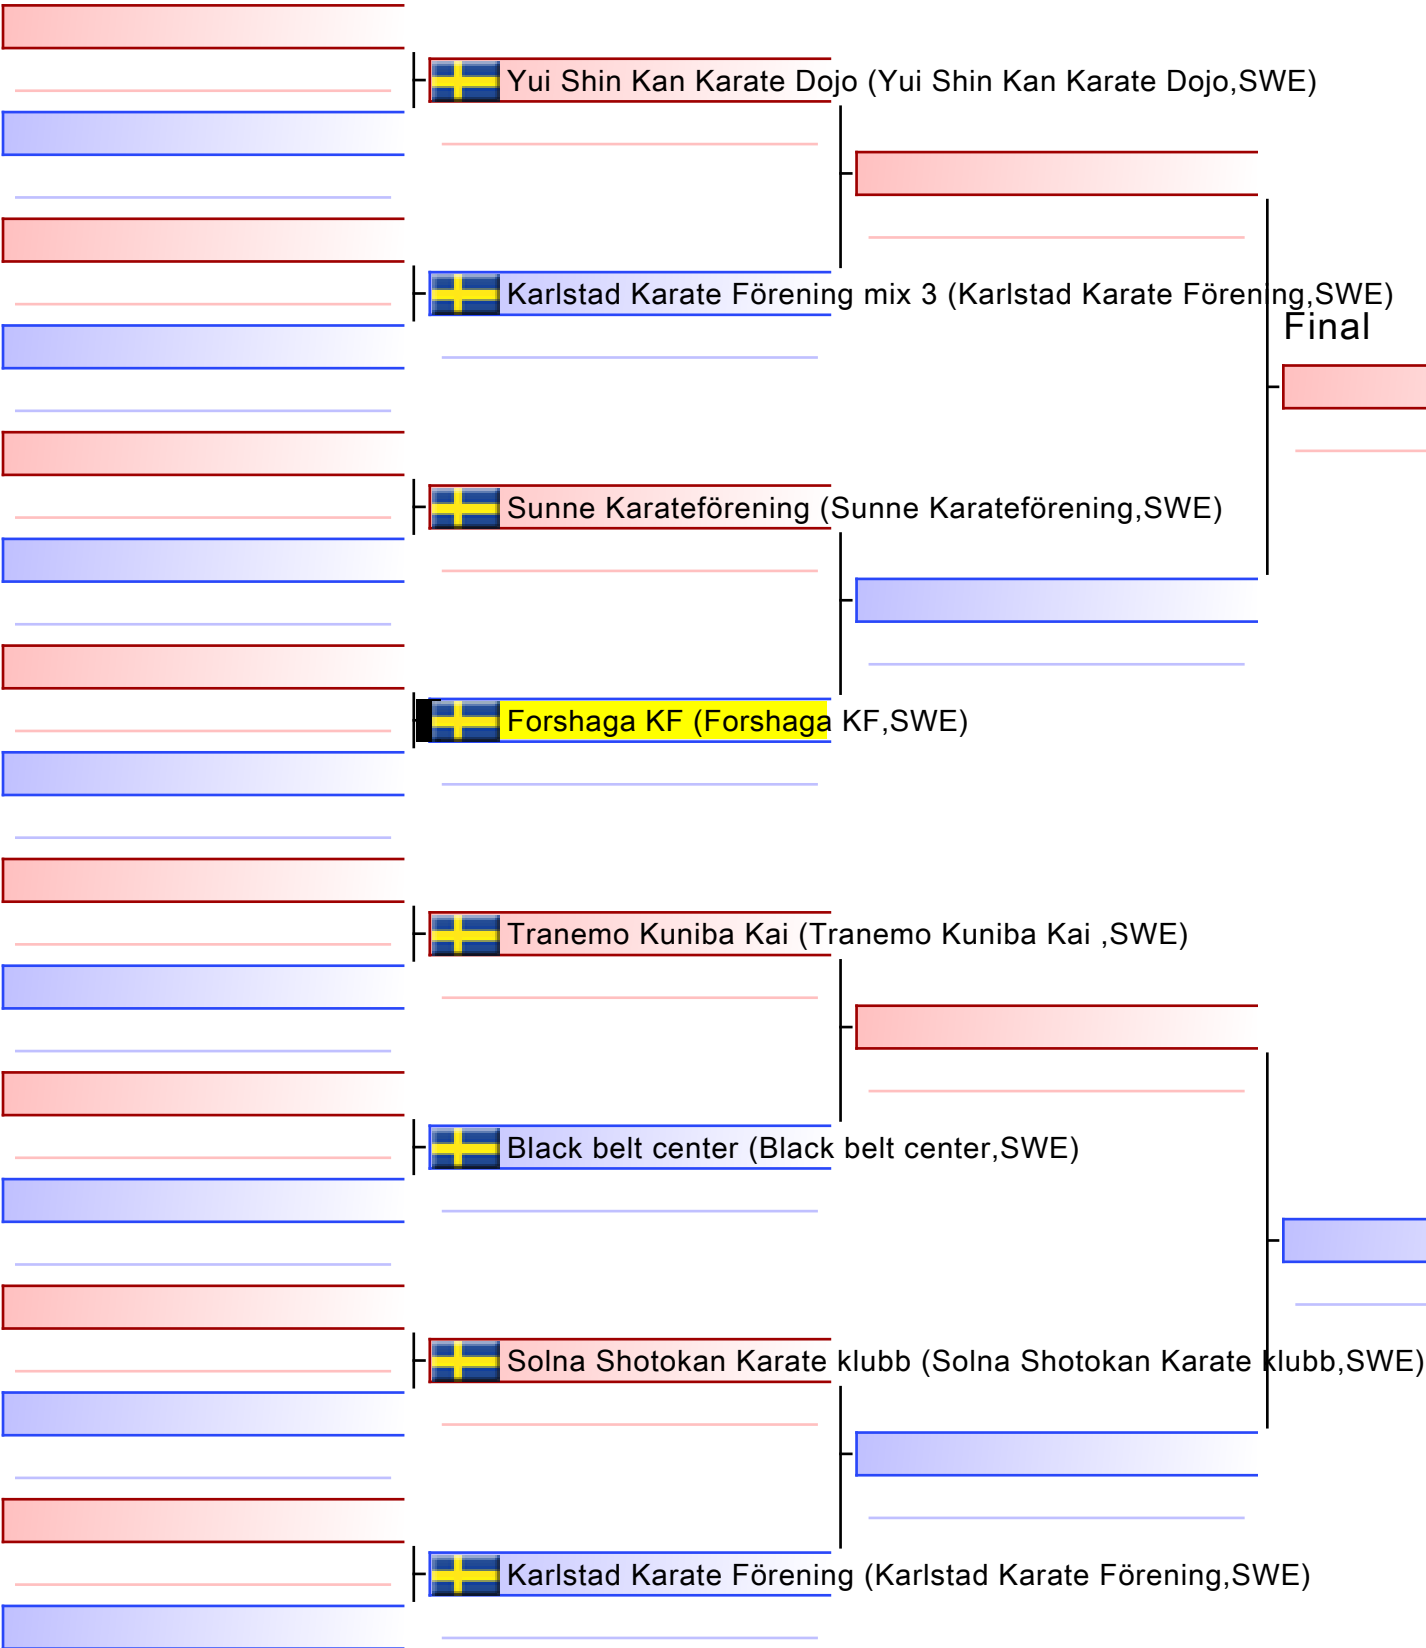 Yui Shin Kan Karate Dojo (Yui Shin Kan Karate Dojo,SWE)
Karlstad Karate Förening mix 3 (Karlstad Karate Förening,SWE)
Final
Sunne Karateförening (Sunne Karateförening,SWE)
Forshaga KF (Forshaga KF,SWE)
Tranemo Kuniba Kai (Tranemo Kuniba Kai ,SWE)
Black belt center (Black belt center,SWE)
Solna Shotokan Karate klubb (Solna Shotokan Karate klubb,SWE)
Karlstad Karate Förening (Karlstad Karate Förening,SWE)